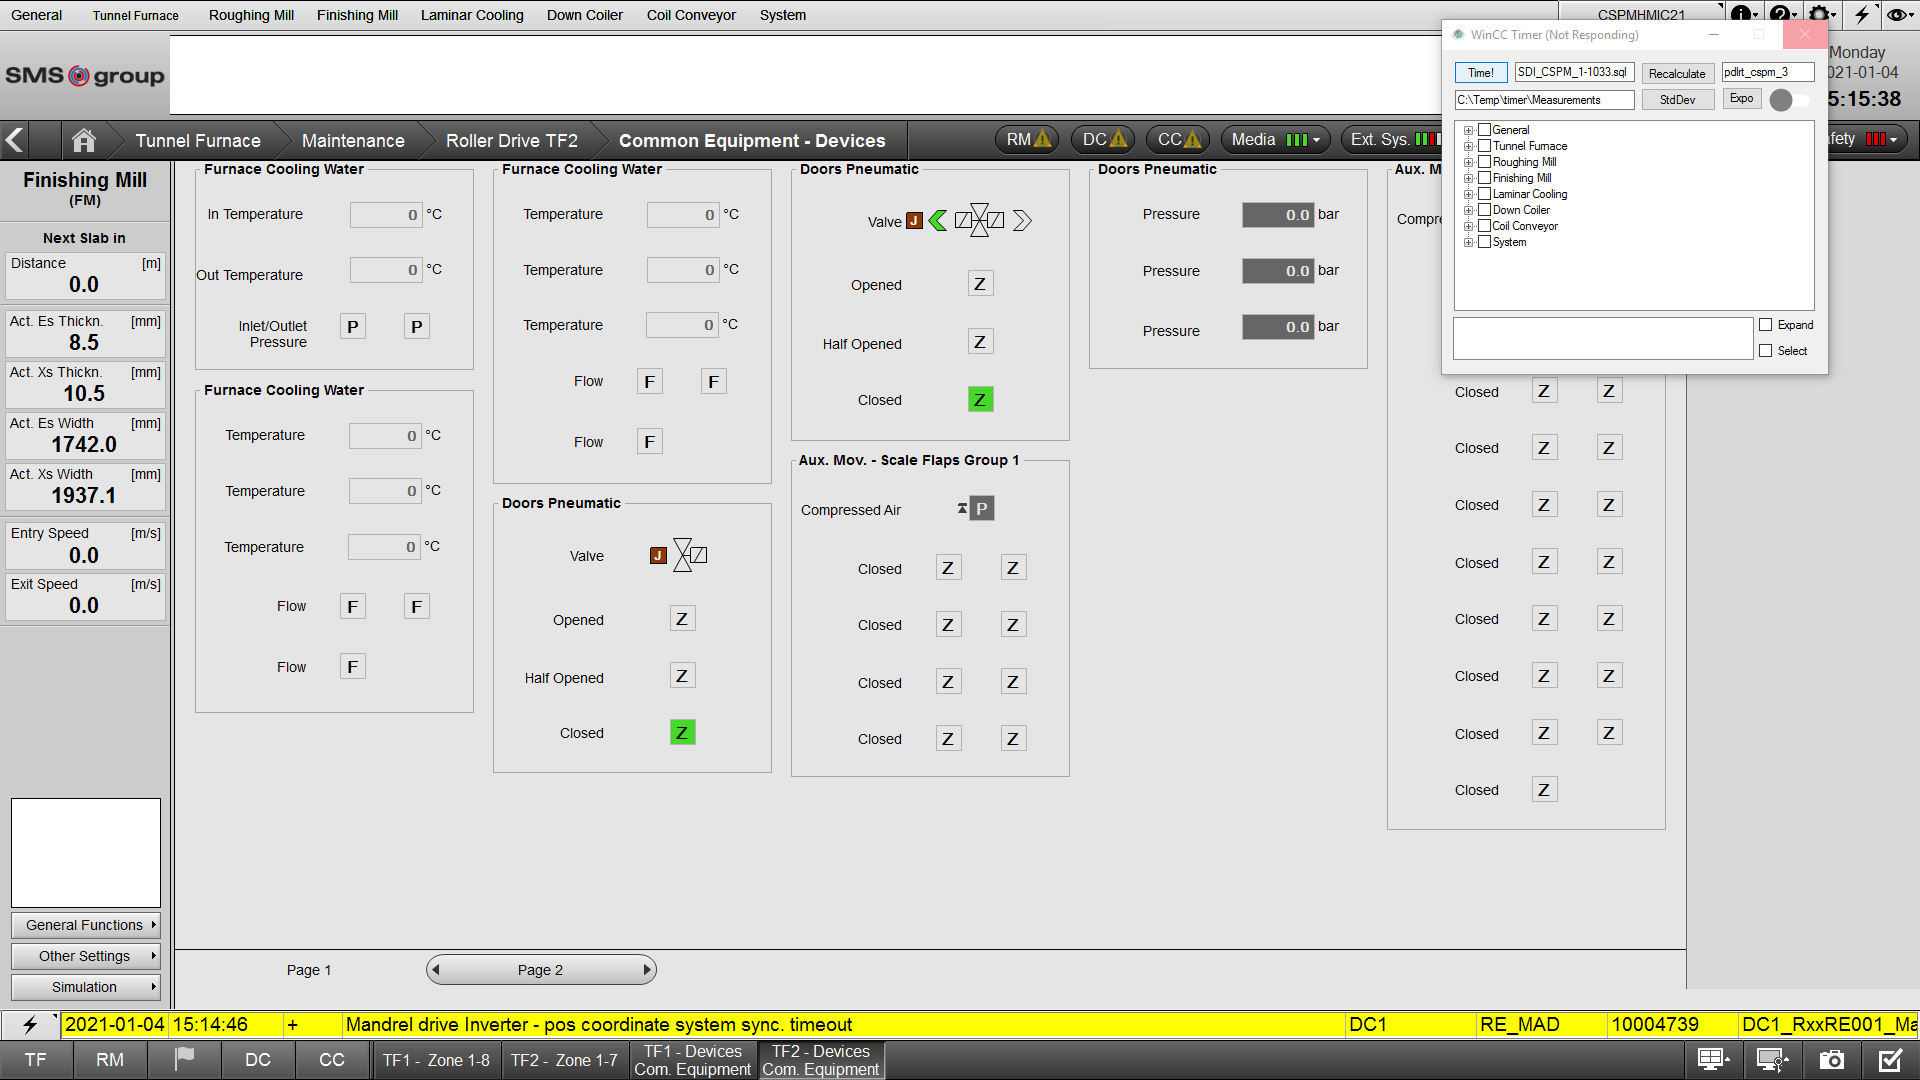 General Tunnel Furnace Roughing Mill Finishing Mill Laminar Cooling Down Coiler Coil Conveyor System CSPMHMIC21
SMS group
Monday
021-01-04
5:15:38
Tunnel Furnace Maintenance Roller Drive TF2 Common Equipment - Devices RM DC CC Media Ext. Sys. fety
WinCC Timer (Not Responding)
Time! SDI_CSPM_1-1033.sql Recalculate pdlrt_cspm_3
C:\Temp\timer\Measurements StdDev Expo
General
Tunnel Furnace
Roughing Mill
Finishing Mill
Laminar Cooling
Down Coiler
Coil Conveyor
System
Expand
Select
Finishing Mill
(FM)
Next Slab in
Distance [m]
0.0
Act. Es Thickn. [mm]
8.5
Act. Xs Thickn. [mm]
10.5
Act. Es Width [mm]
1742.0
Act. Xs Width [mm]
1937.1
Entry Speed [m/s]
0.0
Exit Speed [m/s]
0.0
General Functions
Other Settings
Simulation
Furnace Cooling Water
In Temperature 0 °C
Out Temperature 0 °C
Inlet/Outlet
Pressure P P
Furnace Cooling Water
Temperature 0 °C
Temperature 0 °C
Temperature 0 °C
Flow F F
Flow F
Furnace Cooling Water
Temperature 0 °C
Temperature 0 °C
Temperature 0 °C
Flow F F
Flow F
Doors Pneumatic
Valve J
Opened Z
Half Opened Z
Closed Z
Doors Pneumatic
Valve J
Opened Z
Half Opened Z
Closed Z
Aux. Mov. - Scale Flaps Group 1
Compressed Air P
Closed Z Z
Closed Z Z
Closed Z Z
Closed Z Z
Doors Pneumatic
Pressure 0.0 bar
Pressure 0.0 bar
Pressure 0.0 bar
Aux. M
Compre
Closed Z Z
Closed Z Z
Closed Z Z
Closed Z Z
Closed Z Z
Closed Z Z
Closed Z Z
Closed Z
Page 1 Page 2
2021-01-04 15:14:46 + Mandrel drive Inverter - pos coordinate system sync. timeout DC1 RE_MAD 10004739 DC1_RxxRE001_Ma
TF RM DC CC TF1 - Zone 1-8 TF2 - Zone 1-7 TF1 - Devices Com. Equipment TF2 - Devices Com. Equipment